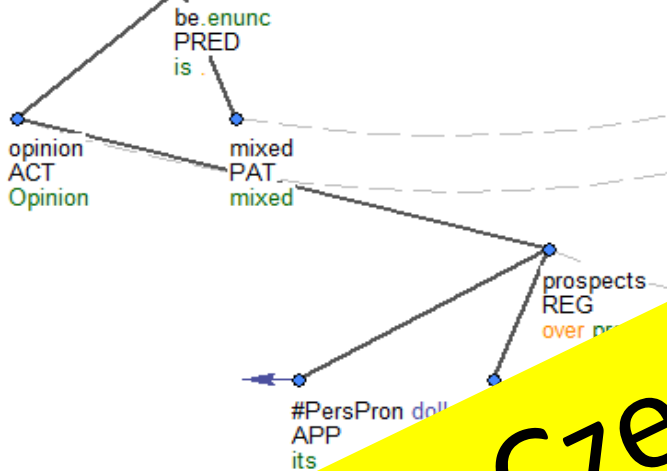 be.enunc
PRED
is .
opinion
ACT
Opinion
mixed
PAT
mixed
prospects
REG
over
#PersPron
APP
its